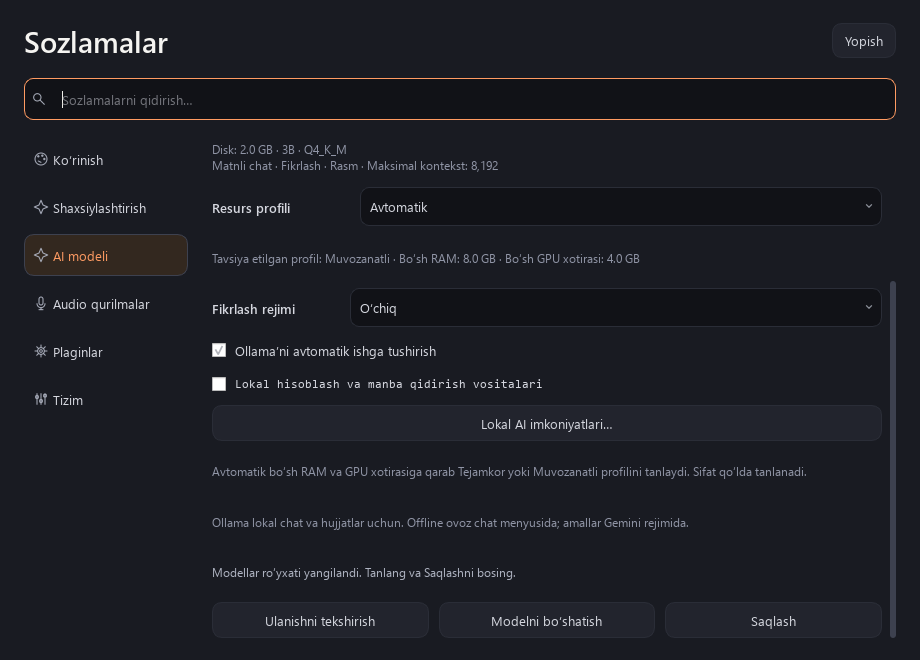 Sozlamalar
Yopish
Sozlamalarni qidirish...
Ko'rinish
Shaxsiylashtirish
AI modeli
Audio qurilmalar
Plaginlar
Tizim
Disk: 2.0 GB · 3B · Q4_K_M
Matnli chat · Fikrlash · Rasm · Maksimal kontekst: 8,192
Resurs profili
Avtomatik
Tavsiya etilgan profil: Muvozanatli · Bo'sh RAM: 8.0 GB · Bo'sh GPU xotirasi: 4.0 GB
Fikrlash rejimi
O'chiq
Ollama'ni avtomatik ishga tushirish
Lokal hisoblash va manba qidirish vositalari
Lokal AI imkoniyatlari...
Avtomatik bo'sh RAM va GPU xotirasiga qarab Tejamkor yoki Muvozanatli profilini tanlaydi. Sifat qo'lda tanlanadi.
Ollama lokal chat va hujjatlar uchun. Offline ovoz chat menyusida; amallar Gemini rejimida.
Modellar ro'yxati yangilandi. Tanlang va Saqlashni bosing.
Ulanishni tekshirish
Modelni bo'shatish
Saqlash